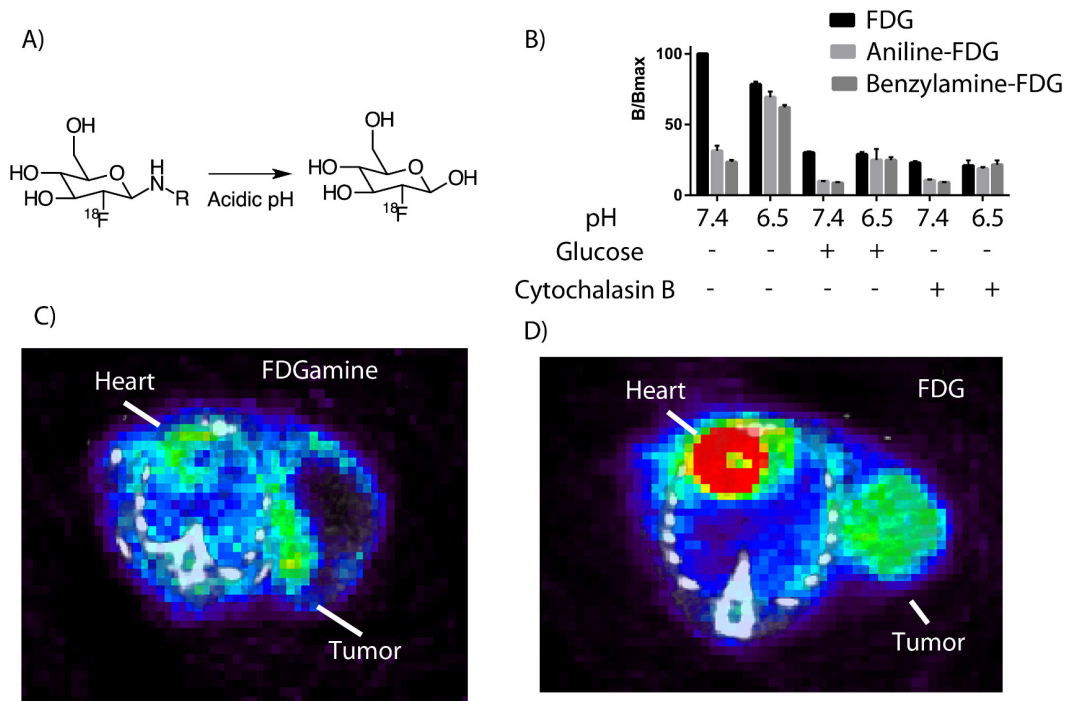 A)
OH
HO
HO
O
H
N
R
18F
Acidic pH
OH
HO
HO
O
OH
18F
B)
FDG
Aniline-FDG
Benzylamine-FDG
B/Bmax
100
50
0
pH 7.4 6.5 7.4 6.5 7.4 6.5
Glucose - - + + - -
Cytochalasin B - - - - + +
C)
FDGamine
Heart
Tumor
D)
FDG
Heart
Tumor